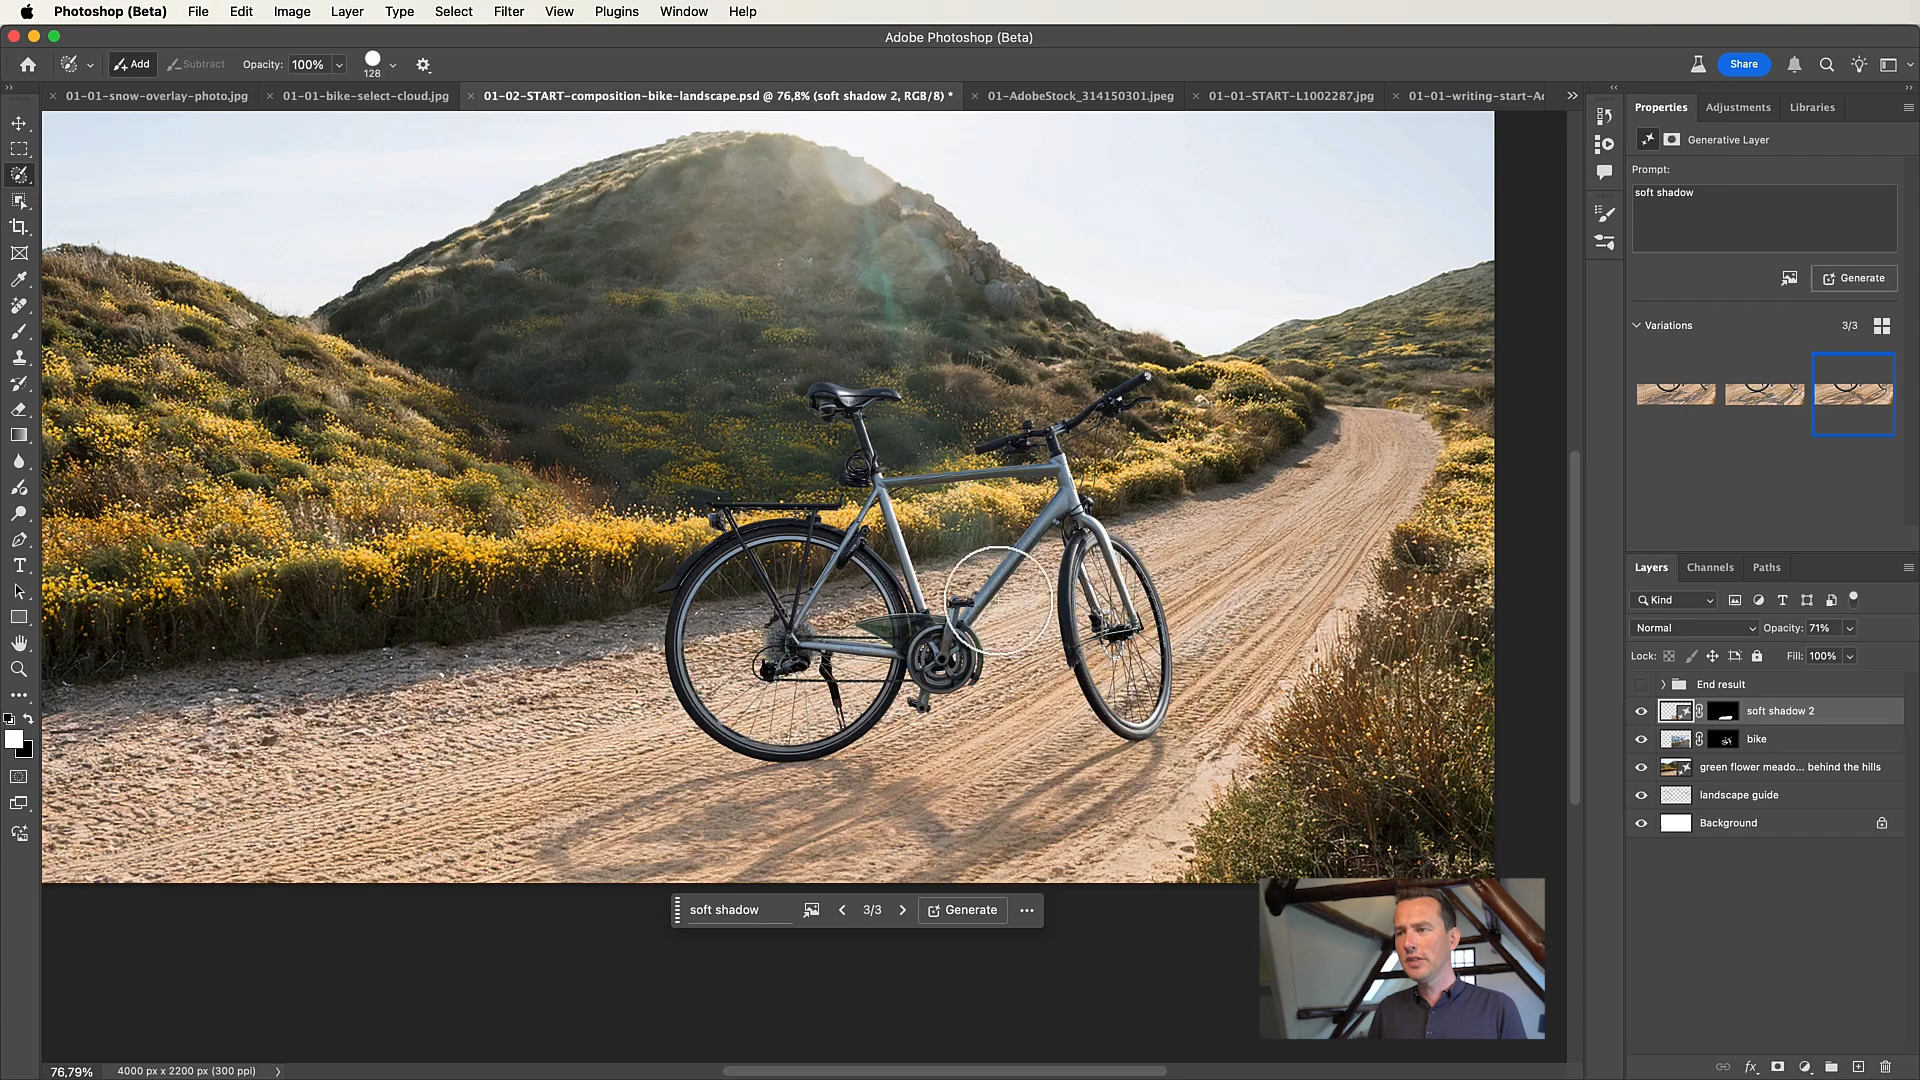 Photoshop (Beta) File Edit Image Layer Type Select Filter View Plugins Window Help
Adobe Photoshop (Beta)
Add Subtract Opacity: 100% 128 Share
01-01-snow-overlay-photo.jpg 01-01-bike-select-cloud.jpg 01-02-START-composition-bike-landscape.psd @ 76,8% (soft shadow 2, RGB/8) * 01-AdobeStock_314150301.jpeg 01-01-START-L1002287.jpg 01-01-writing-start-Ad
Properties Adjustments Libraries
Generative Layer
Prompt:
soft shadow
Generate
Variations 3/3
Layers Channels Paths
Kind
Normal Opacity: 71%
Lock: Fill: 100%
End result
soft shadow 2
bike
green flower meado... behind the hills
landscape guide
Background
soft shadow 3/3 Generate
76,79% 4000 px x 2200 px (300 ppi)